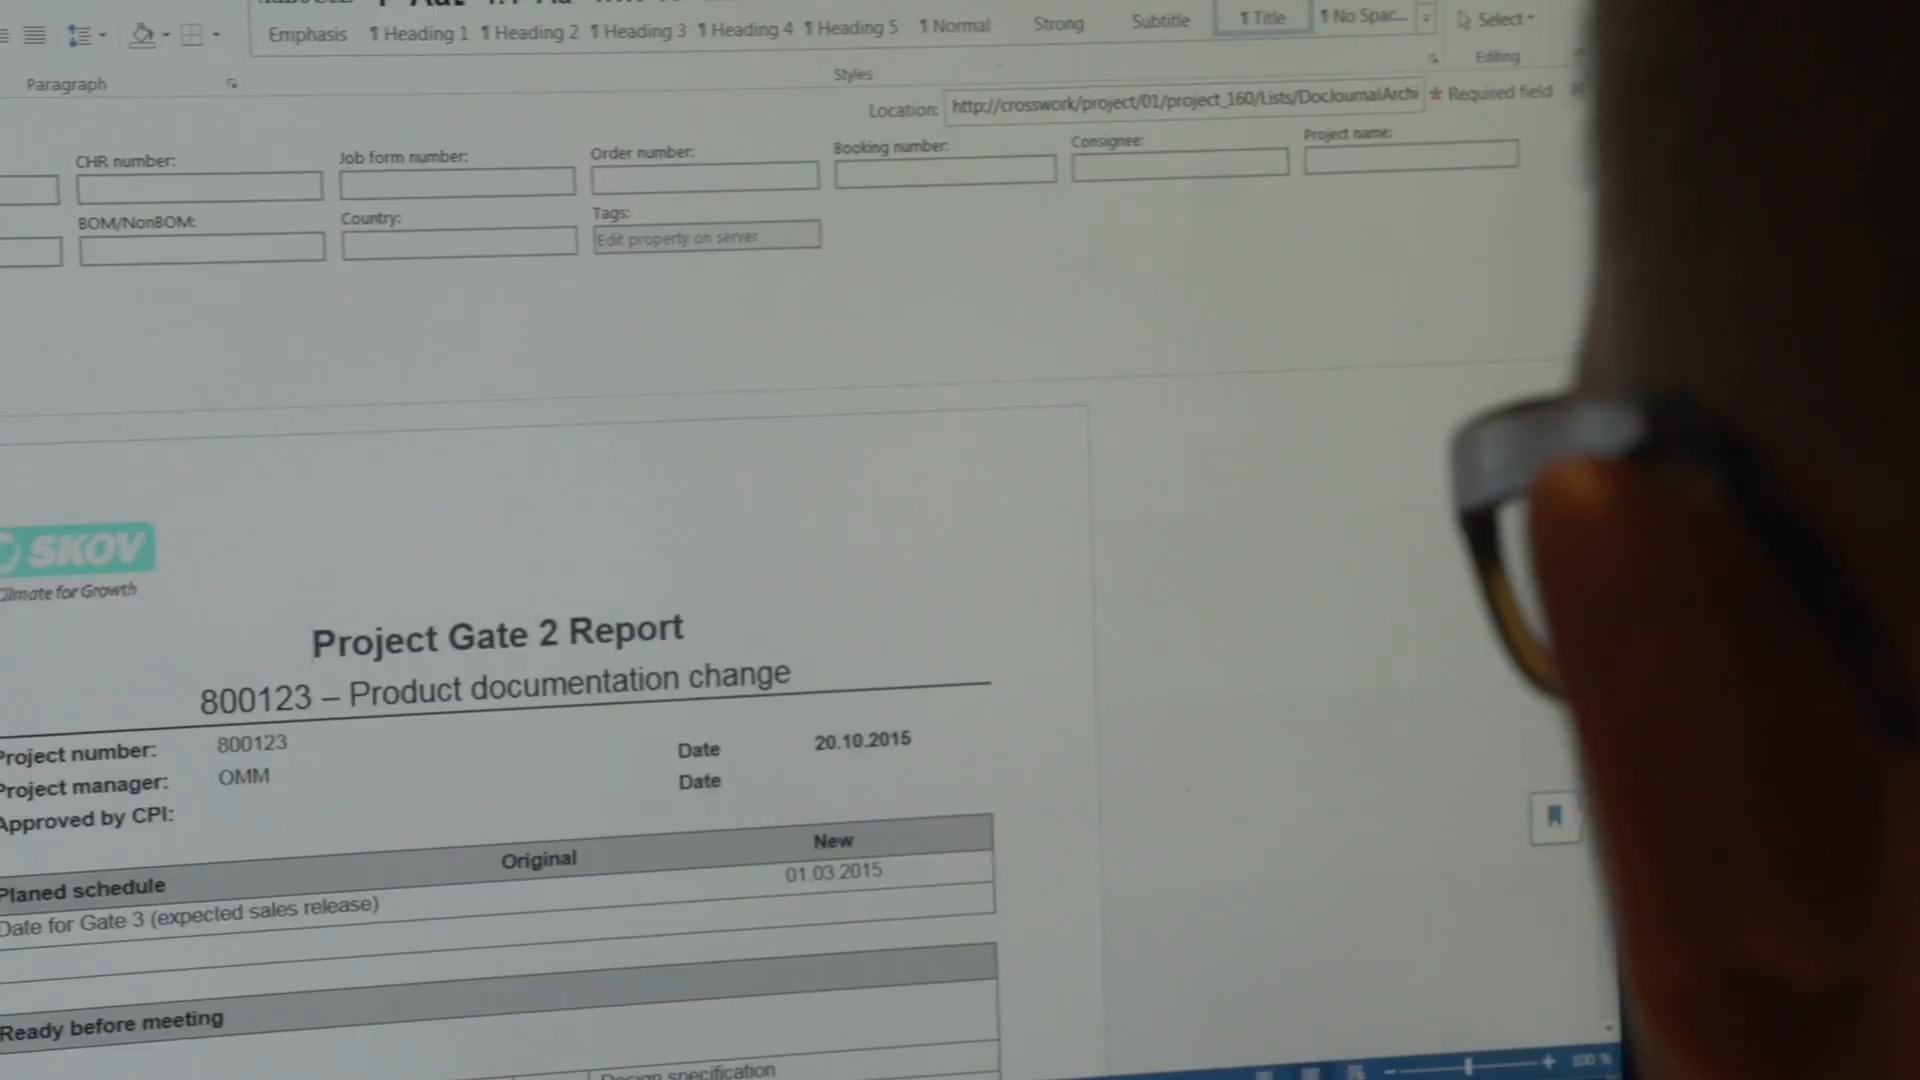 Emphasis ¶ Heading 1 ¶ Heading 2 ¶ Heading 3 ¶ Heading 4 ¶ Heading 5 ¶ Normal Strong Subtitle ¶ Title ¶ No Spac... Select
Paragraph Styles Editing
Location: http://crosswork/project/01/project_160/Lists/DocJournalArchi * Required field
CHR number: Job form number: Order number: Booking number: Consignee: Project name:
BOM/NonBOM: Country: Tags:
Edit property on server
SKOV
Climate for Growth
Project Gate 2 Report
800123 – Product documentation change
Project number: 800123 Date 20.10.2015
Project manager: OMM Date
Approved by CPI:
Planed schedule Original New
Date for Gate 3 (expected sales release) 01.03.2015
Ready before meeting
Design specification
100 %